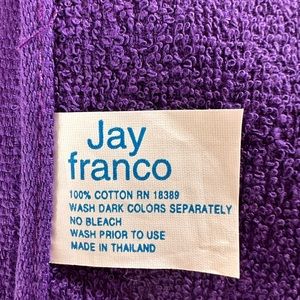 Jay
franco
100% COTTON RN 18389
WASH DARK COLORS SEPARATELY
NO BLEACH
WASH PRIOR TO USE
MADE IN THAILAND